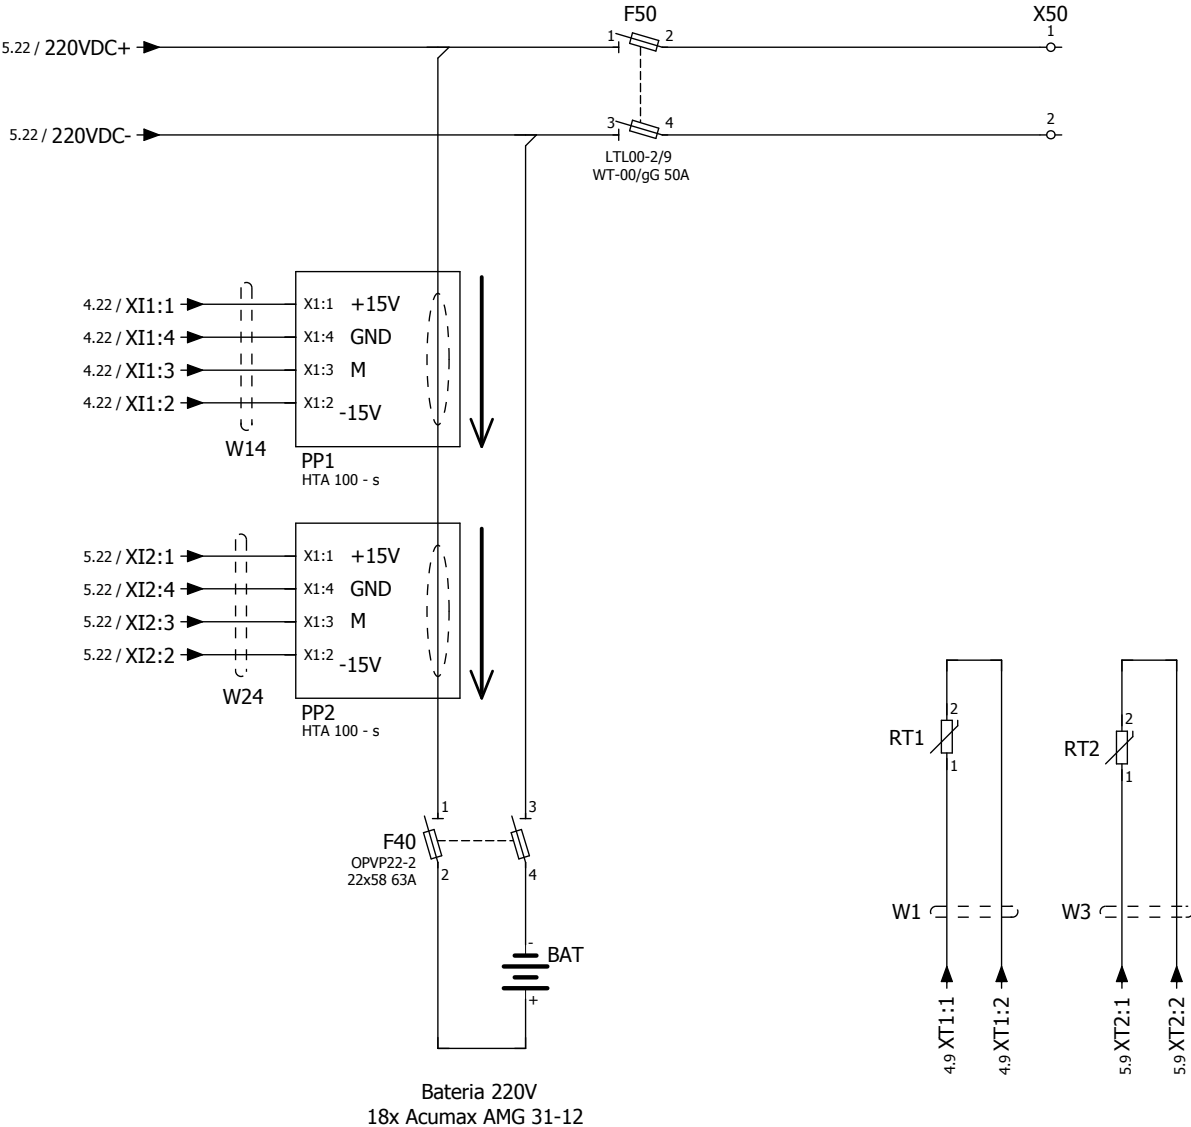 F50
X50
5.22 / 220VDC+
1
2
1
5.22 / 220VDC-
3
4
2
LTL00-2/9
WT-00/gG 50A
4.22 / XI1:1
X1:1
+15V
4.22 / XI1:4
X1:4
GND
4.22 / XI1:3
X1:3
M
4.22 / XI1:2
X1:2
-15V
W14
PP1
HTA 100 - s
5.22 / XI2:1
X1:1
+15V
5.22 / XI2:4
X1:4
GND
5.22 / XI2:3
X1:3
M
5.22 / XI2:2
X1:2
-15V
W24
PP2
HTA 100 - s
RT1
2
1
RT2
2
1
1
3
F40
OPVP22-2
22x58 63A
2
4
W1
W3
-
BAT
+
4.9 XT1:1
4.9 XT1:2
5.9 XT2:1
5.9 XT2:2
Bateria 220V
18x Acumax AMG 31-12